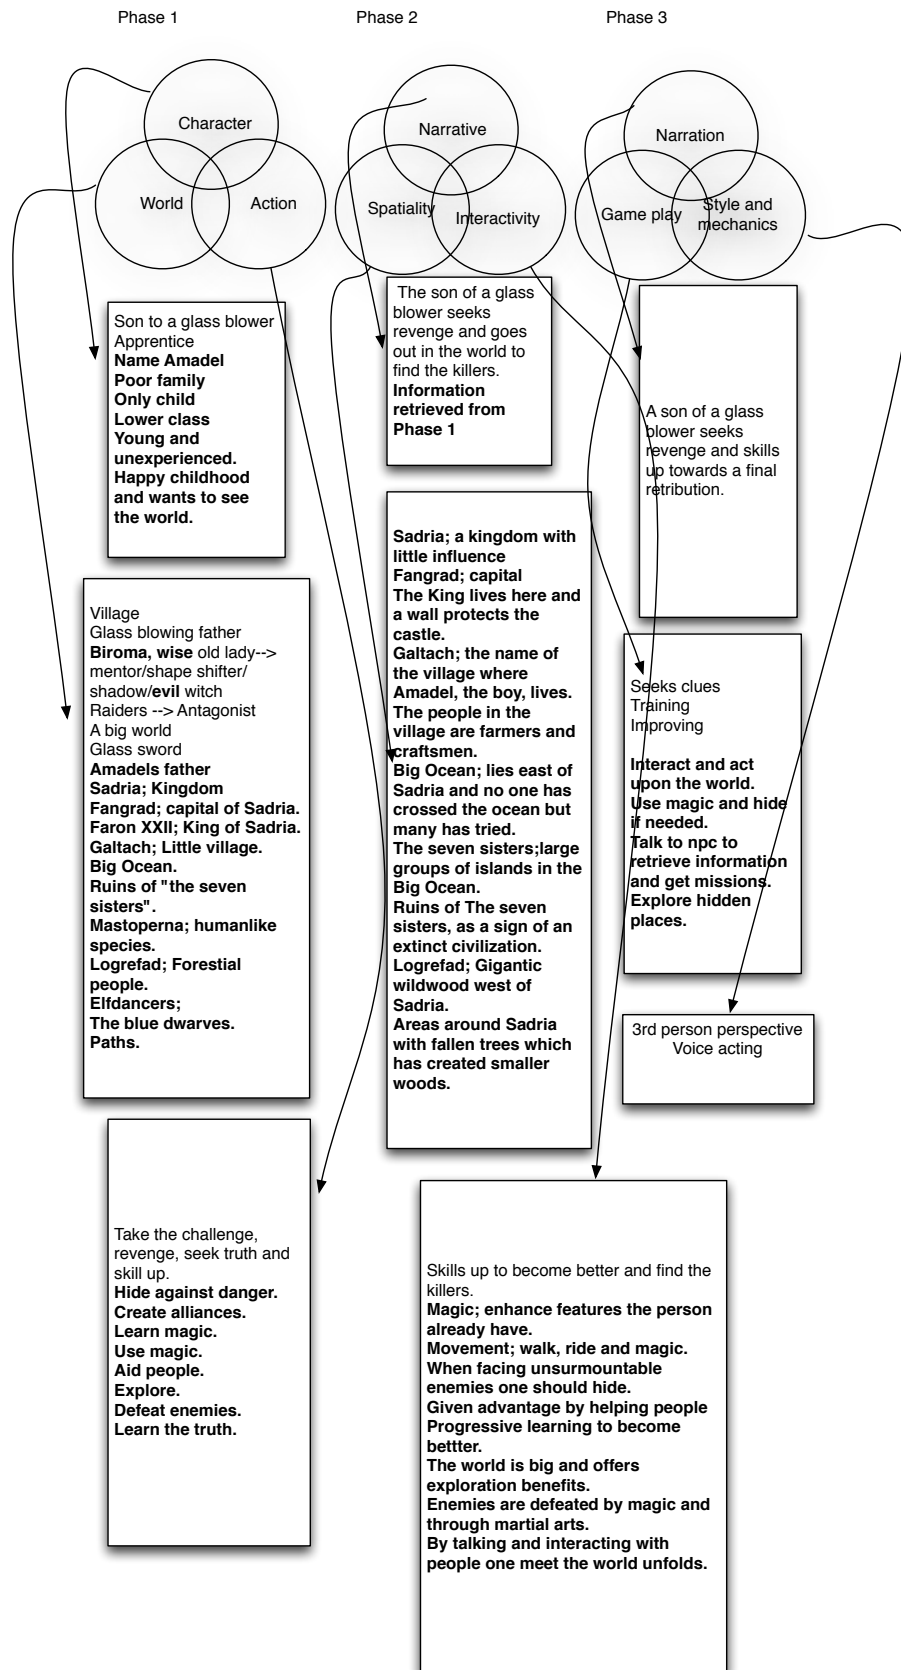 Phase 1
Phase 2
Phase 3
Character
World
Action
Narrative
Spatiality
Interactivity
Narration
Game play
Style and
mechanics
Son to a glass blower
Apprentice
Name Amadel
Poor family
Only child
Lower class
Young and
unexperienced.
Happy childhood
and wants to see
the world.
Village
Glass blowing father
Biroma, wise old lady-->
mentor/shape shifter/
shadow/evil witch
Raiders --> Antagonist
A big world
Glass sword
Amadels father
Sadria; Kingdom
Fangrad; capital of Sadria.
Faron XXII; King of Sadria.
Galtach; Little village.
Big Ocean.
Ruins of "the seven
sisters".
Mastoperna; humanlike
species.
Logrefad; Forestial
people.
Elfdancers;
The blue dwarves.
Paths.
Take the challenge,
revenge, seek truth and
skill up.
Hide against danger.
Create alliances.
Learn magic.
Use magic.
Aid people.
Explore.
Defeat enemies.
Learn the truth.
The son of a glass
blower seeks
revenge and goes
out in the world to
find the killers.
Information
retrieved from
Phase 1
Sadria; a kingdom with
little influence
Fangrad; capital
The King lives here and
a wall protects the
castle.
Galtach; the name of
the village where
Amadel, the boy, lives.
The people in the
village are farmers and
craftsmen.
Big Ocean; lies east of
Sadria and no one has
crossed the ocean but
many has tried.
The seven sisters;large
groups of islands in the
Big Ocean.
Ruins of The seven
sisters, as a sign of an
extinct civilization.
Logrefad; Gigantic
wildwood west of
Sadria.
Areas around Sadria
with fallen trees which
has created smaller
woods.
Skills up to become better and find the
killers.
Magic; enhance features the person
already have.
Movement; walk, ride and magic.
When facing unsurmountable
enemies one should hide.
Given advantage by helping people
Progressive learning to become
bettter.
The world is big and offers
exploration benefits.
Enemies are defeated by magic and
through martial arts.
By talking and interacting with
people one meet the world unfolds.
A son of a glass
blower seeks
revenge and skills
up towards a final
retribution.
Seeks clues
Training
Improving
Interact and act
upon the world.
Use magic and hide
if needed.
Talk to npc to
retrieve information
and get missions.
Explore hidden
places.
3rd person perspective
Voice acting